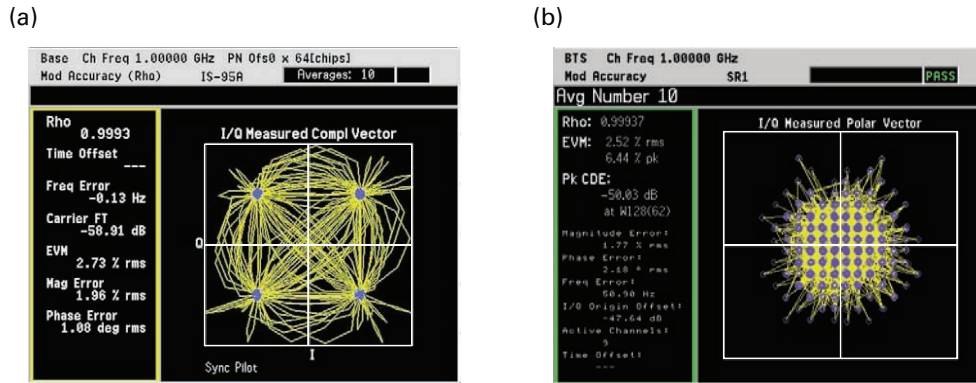 (a)
Base Ch Freq 1.00000 GHz PN Ofs0 x 64[chips]
Mod Accuracy (Rho) IS-95A Averages: 10
Rho
0.9993
Time Offset
---
Freq Error
-0.13 Hz
Carrier FT
-58.91 dB
EVM
2.73 % rms
Mag Error
1.96 % rms
Phase Error
1.08 deg rms
I/Q Measured Compl Vector
Q
I
Sync Pilot
(b)
BTS Ch Freq 1.00000 GHz
Mod Accuracy SR1 PASS
Avg Number 10
Rho: 0.99937
EVM: 2.52 % rms
6.44 % pk
Pk CDE:
-50.03 dB
at W128(62)
Magnitude Error:
1.77 % rms
Phase Error:
2.18 ° rms
Freq Error:
50.90 Hz
I/Q Origin Offset:
-47.64 dB
Active Channels:
9
Time Offset:
---
I/Q Measured Polar Vector